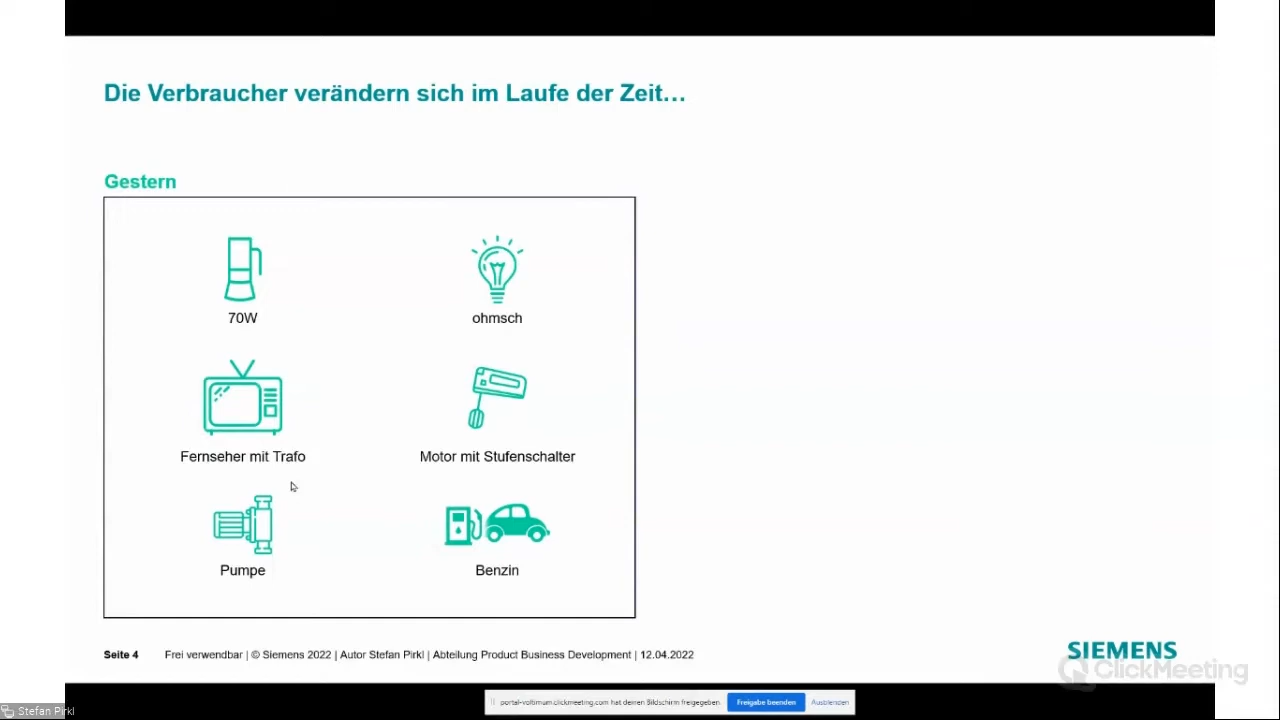 Die Verbraucher verändern sich im Laufe der Zeit…
Gestern
70W
ohmsch
Fernseher mit Trafo
Motor mit Stufenschalter
Pumpe
Benzin
Seite 4
Frei verwendbar | © Siemens 2022 | Autor Stefan Pirkl | Abteilung Product Business Development | 12.04.2022
SIEMENS
ClickMeeting
portal-voltimum.clickmeeting.com hat deinen Bildschirm freigegeben.
Freigabe beenden
Ausblenden
Stefan Pirkl